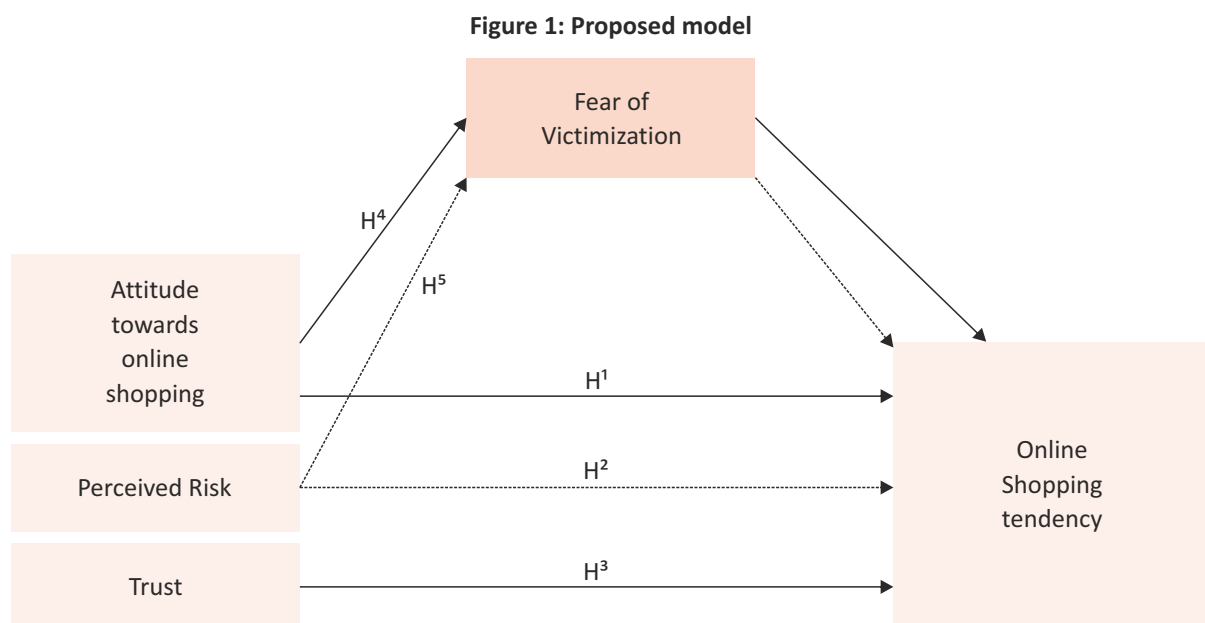 Figure 1: Proposed model
Fear of
Victimization
H⁴
H⁵
Attitude
towards
online
shopping
H¹
Perceived Risk
H²
Online
Shopping
tendency
Trust
H³